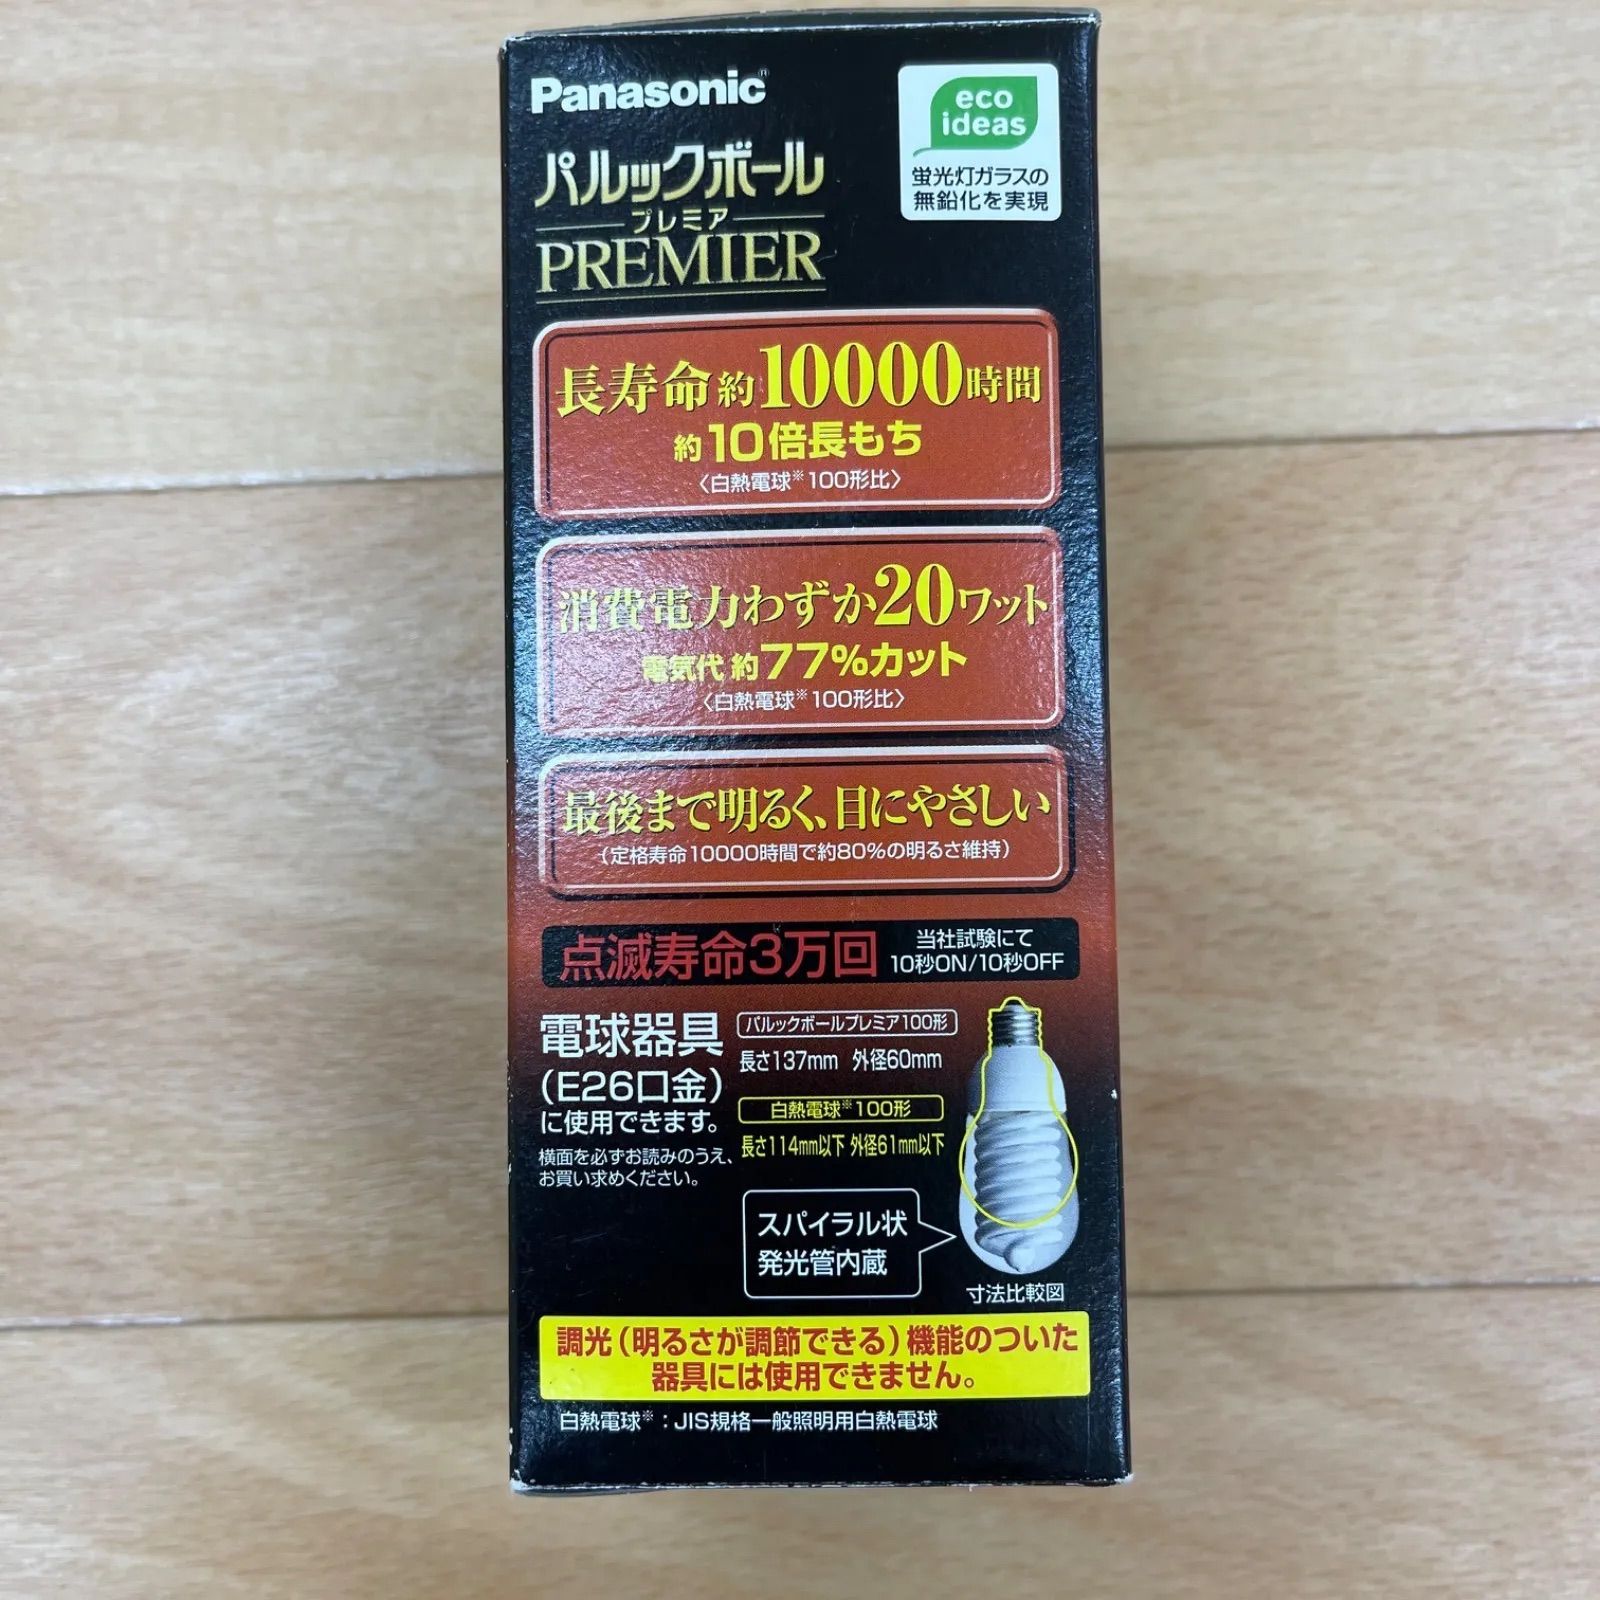 Panasonic®
eco
ideas
蛍光灯ガラスの
無鉛化を実現
パルックボール
プレミア
PREMIER
長寿命約10000時間
約10倍長もち
〈白熱電球※100形比〉
消費電力わずか20ワット
電気代約77%カット
〈白熱電球※100形比〉
最後まで明るく、目にやさしい
(定格寿命10000時間で約80%の明るさ維持)
点滅寿命3万回
当社試験にて
10秒ON/10秒OFF
電球器具
(E26口金)
に使用できます。
横面を必ずお読みのうえ、
お買い求めください。
パルックボールプレミア100形
長さ137mm 外径60mm
白熱電球※100形
長さ114mm以下 外径61mm以下
スパイラル状
発光管内蔵
寸法比較図
調光(明るさが調節できる)機能のついた
器具には使用できません。
白熱電球※:JIS規格一般照明用白熱電球